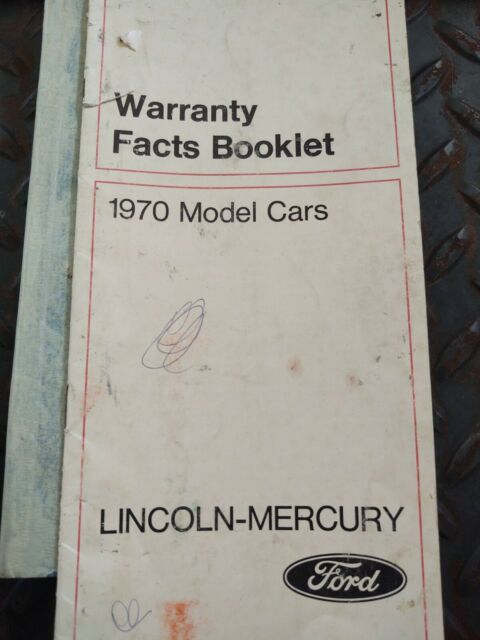 Warranty
Facts Booklet
1970 Model Cars
LINCOLN-MERCURY
Ford